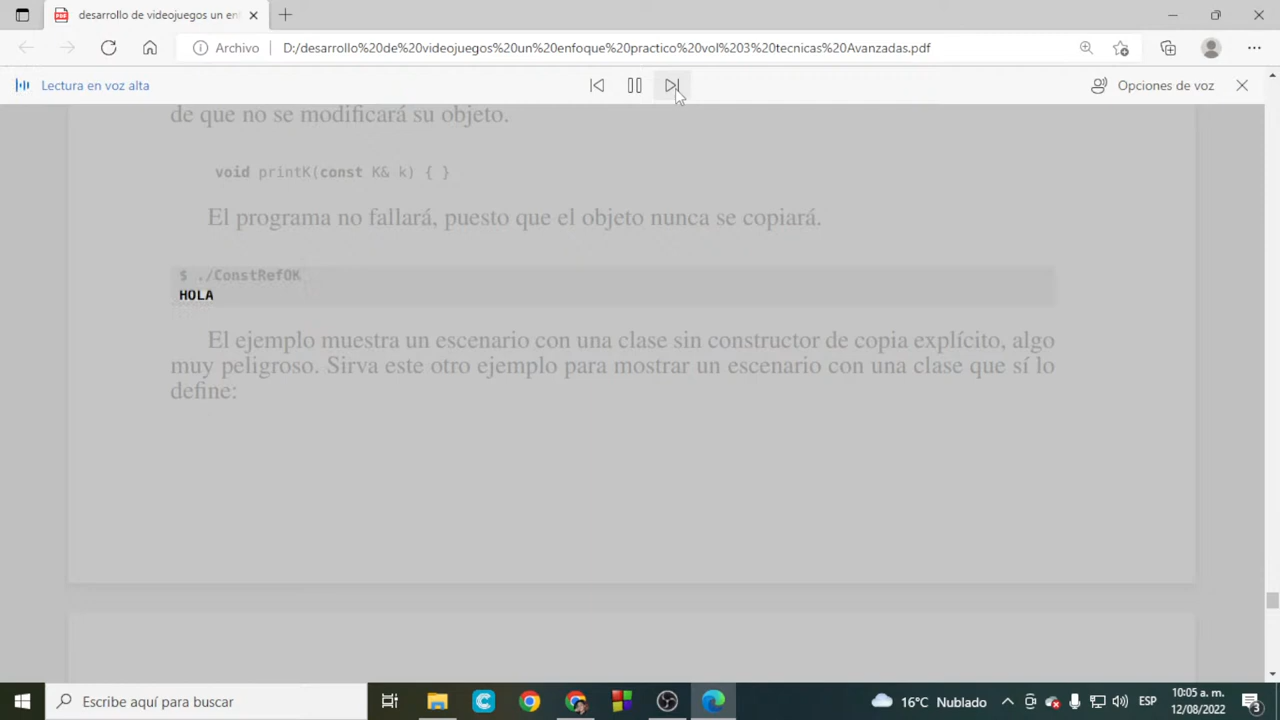 desarrollo de videojuegos un en
Archivo
D:/desarrollo%20de%20videojuegos%20un%20enfoque%20practico%20vol%203%20tecnicas%20Avanzadas.pdf
Lectura en voz alta
Opciones de voz
de que no se modificará su objeto.
void printK(const K& k) { }
El programa no fallará, puesto que el objeto nunca se copiará.
$ ./ConstRefOK
HOLA
El ejemplo muestra un escenario con una clase sin constructor de copia explícito, algo
muy peligroso. Sirva este otro ejemplo para mostrar un escenario con una clase que sí lo
define:
Escribe aquí para buscar
16°C Nublado
ESP
10:05 a. m.
12/08/2022
3